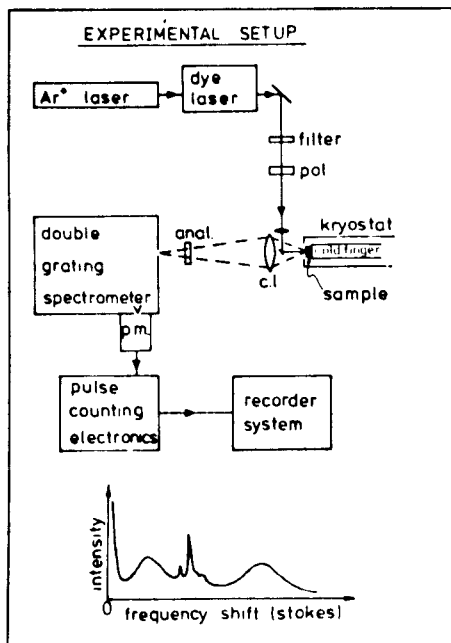 EXPERIMENTAL SETUP
Ar⁺ laser
dye
laser
filter
pol
kryostat
cold finger
sample
anal.
c.l
double
grating
spectrometer
p.m.
pulse
counting
electronics
recorder
system
intensity
0
frequency shift (stokes)